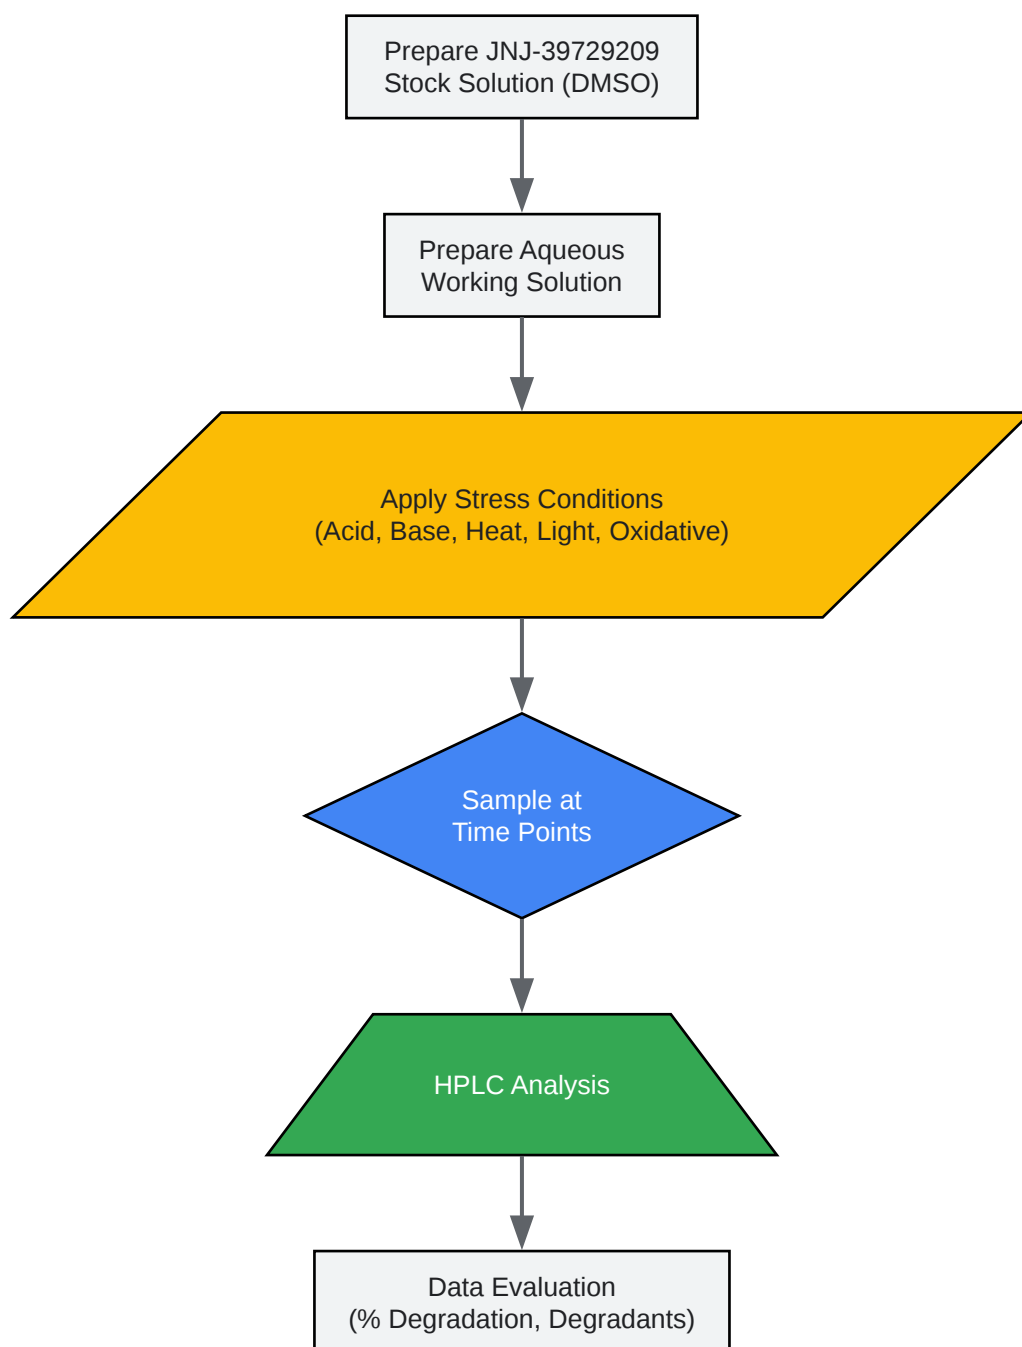 Prepare JNJ-39729209
Stock Solution (DMSO)
Prepare Aqueous
Working Solution
Apply Stress Conditions
(Acid, Base, Heat, Light, Oxidative)
Sample at
Time Points
HPLC Analysis
Data Evaluation
(% Degradation, Degradants)